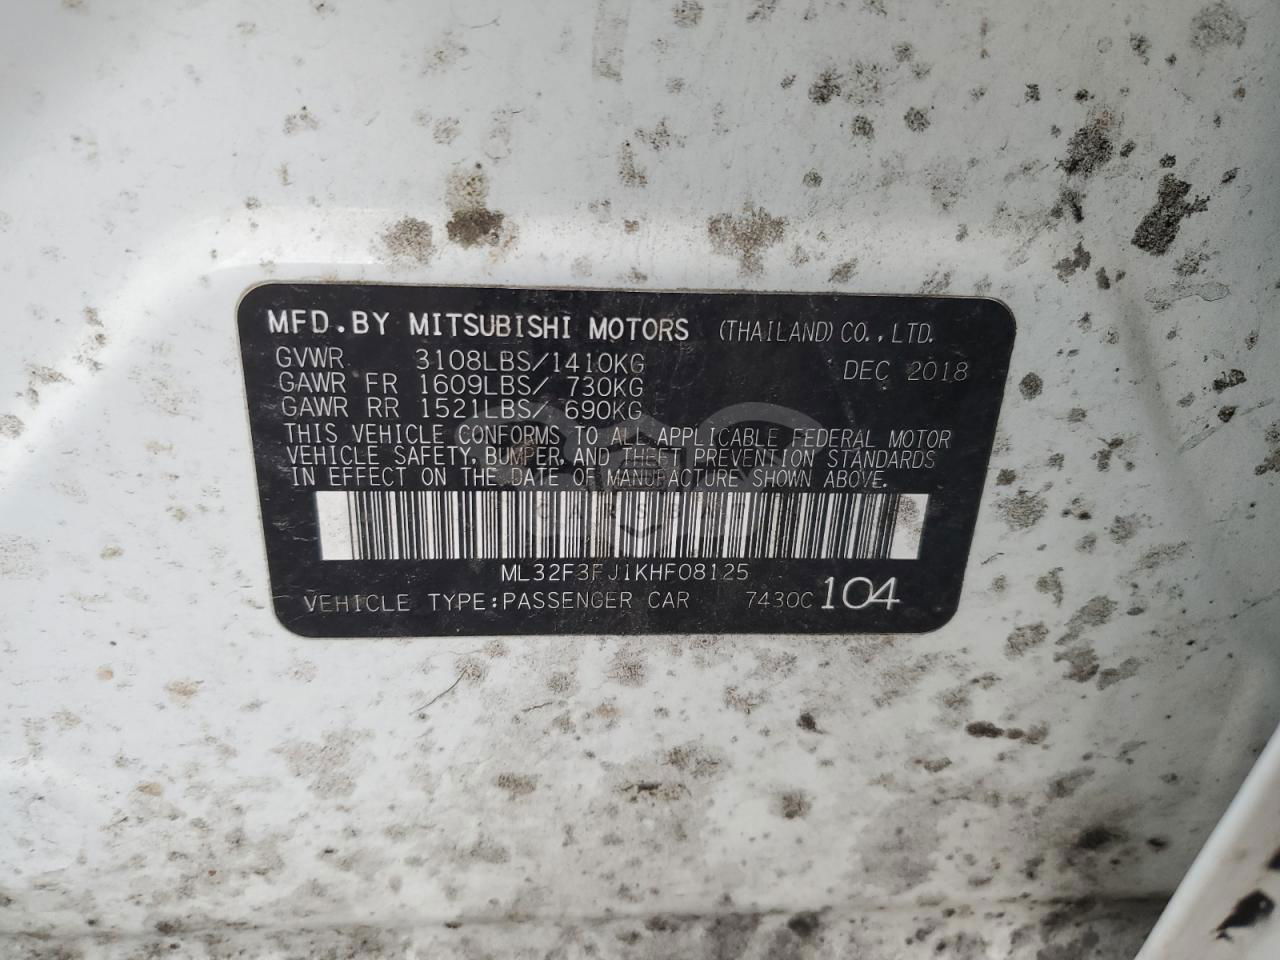 MFD.BY MITSUBISHI MOTORS (THAILAND) CO.,LTD.
GVWR 3108LBS/1410KG DEC 2018
GAWR FR 1609LBS/ 730KG
GAWR RR 1521LBS/ 690KG
THIS VEHICLE CONFORMS TO ALL APPLICABLE FEDERAL MOTOR
VEHICLE SAFETY, BUMPER, AND THEFT PREVENTION STANDARDS
IN EFFECT ON THE DATE OF MANUFACTURE SHOWN ABOVE.
ML32F3FJ1KHF08125
VEHICLE TYPE:PASSENGER CAR 7430C 104